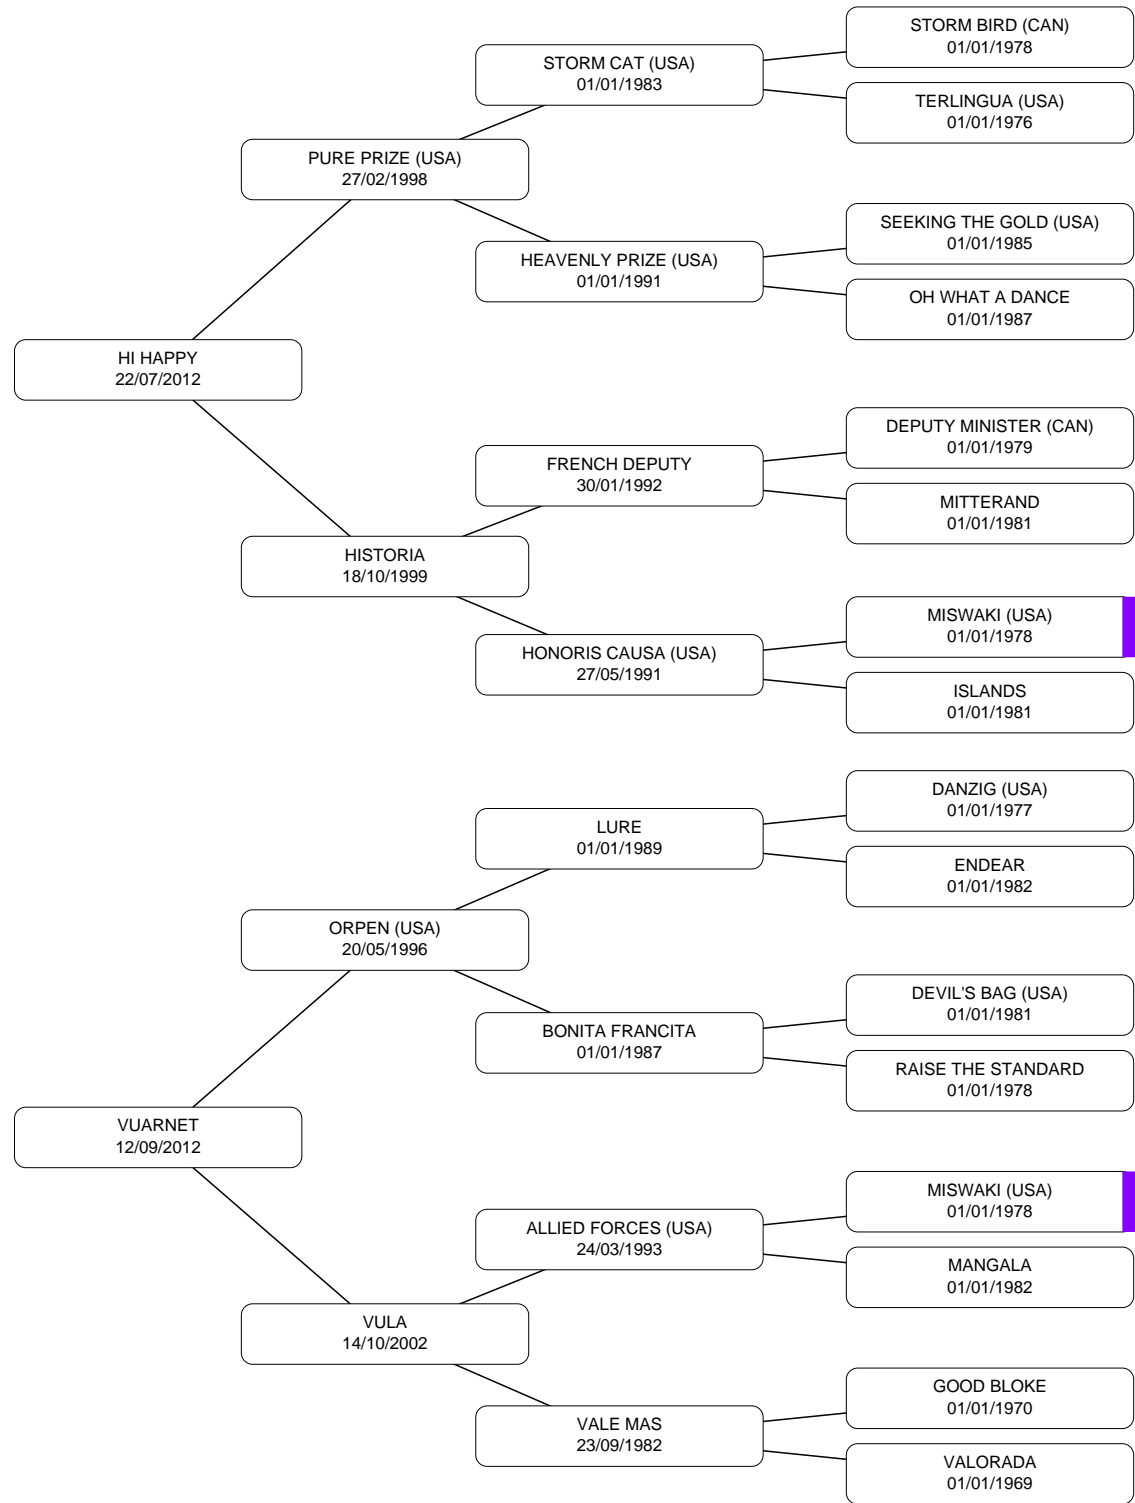 STORM BIRD (CAN)
01/01/1978
STORM CAT (USA)
01/01/1983
TERLINGUA (USA)
01/01/1976
PURE PRIZE (USA)
27/02/1998
SEEKING THE GOLD (USA)
01/01/1985
HEAVENLY PRIZE (USA)
01/01/1991
OH WHAT A DANCE
01/01/1987
HI HAPPY
22/07/2012
DEPUTY MINISTER (CAN)
01/01/1979
FRENCH DEPUTY
30/01/1992
MITTERAND
01/01/1981
HISTORIA
18/10/1999
MISWAKI (USA)
01/01/1978
HONORIS CAUSA (USA)
27/05/1991
ISLANDS
01/01/1981
DANZIG (USA)
01/01/1977
LURE
01/01/1989
ENDEAR
01/01/1982
ORPEN (USA)
20/05/1996
DEVIL'S BAG (USA)
01/01/1981
BONITA FRANCITA
01/01/1987
RAISE THE STANDARD
01/01/1978
VUARNET
12/09/2012
MISWAKI (USA)
01/01/1978
ALLIED FORCES (USA)
24/03/1993
MANGALA
01/01/1982
VULA
14/10/2002
GOOD BLOKE
01/01/1970
VALE MAS
23/09/1982
VALORADA
01/01/1969